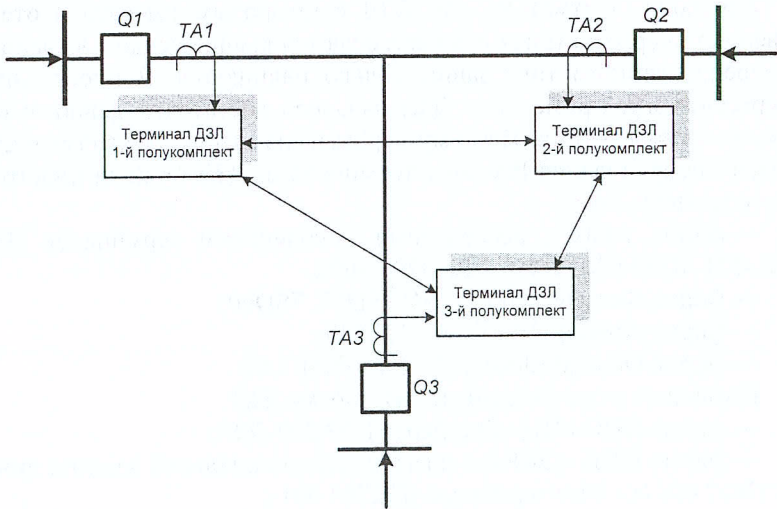 Q1
TA1
TA2
Q2
Терминал ДЗЛ
1-й полукомплект
Терминал ДЗЛ
2-й полукомплект
Терминал ДЗЛ
3-й полукомплект
TA3
Q3